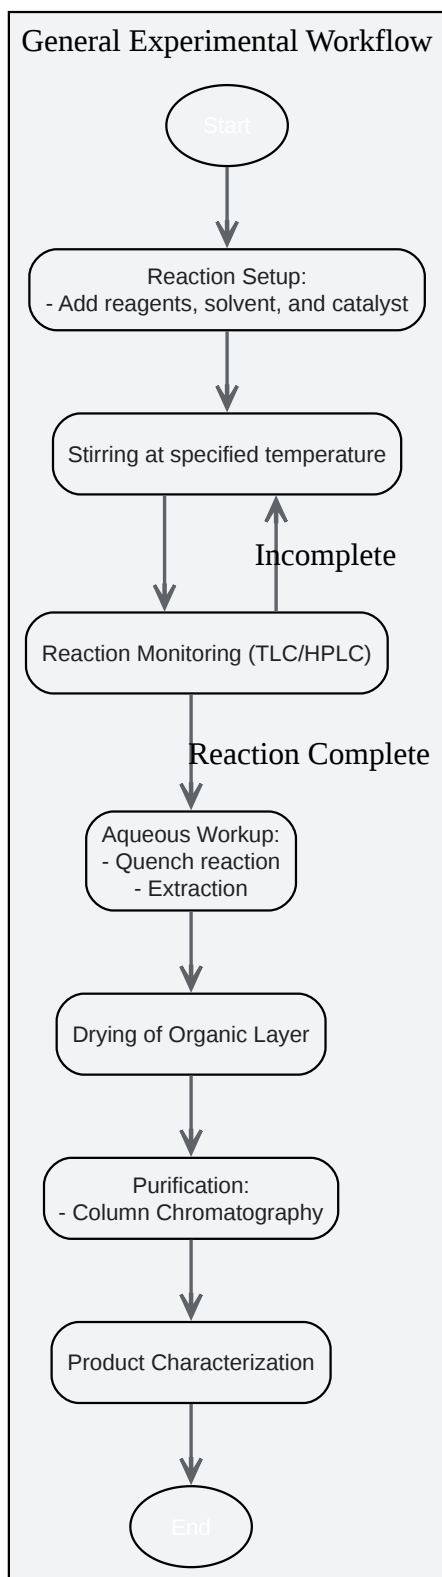 General Experimental Workflow
Start
Reaction Setup:
- Add reagents, solvent, and catalyst
Stirring at specified temperature
Incomplete
Reaction Monitoring (TLC/HPLC)
Reaction Complete
Aqueous Workup:
- Quench reaction
- Extraction
Drying of Organic Layer
Purification:
- Column Chromatography
Product Characterization
End